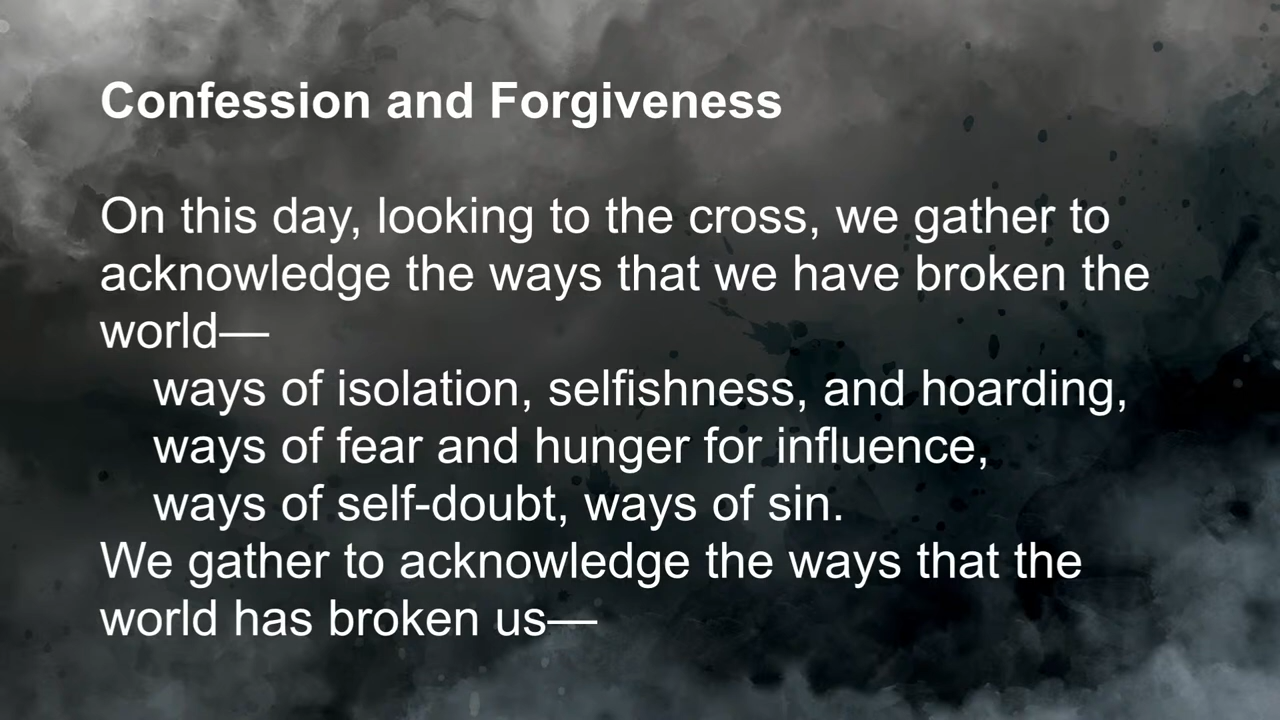 Confession and Forgiveness
On this day, looking to the cross, we gather to
acknowledge the ways that we have broken the
world—
ways of isolation, selfishness, and hoarding,
ways of fear and hunger for influence,
ways of self-doubt, ways of sin.
We gather to acknowledge the ways that the
world has broken us—